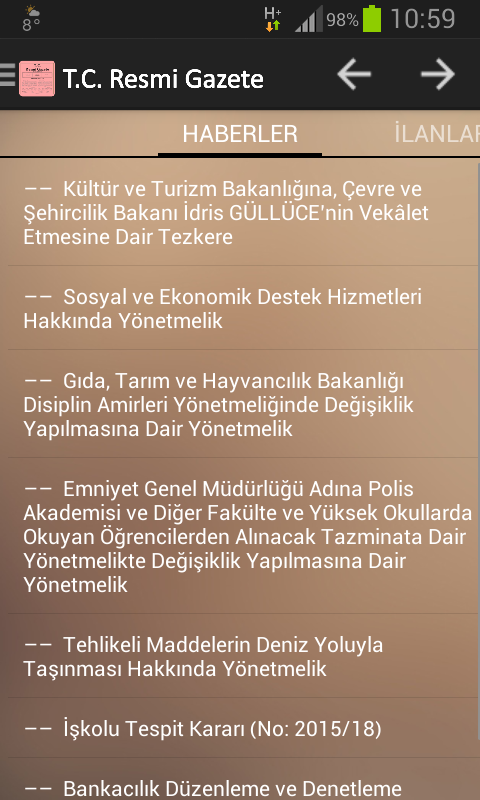 8°
H+
98%
10:59
T.C. Resmi Gazete
HABERLER
İLANLAR
–– Kültür ve Turizm Bakanlığına, Çevre ve
Şehircilik Bakanı İdris GÜLLÜCE'nin Vekâlet
Etmesine Dair Tezkere
–– Sosyal ve Ekonomik Destek Hizmetleri
Hakkında Yönetmelik
–– Gıda, Tarım ve Hayvancılık Bakanlığı
Disiplin Amirleri Yönetmeliğinde Değişiklik
Yapılmasına Dair Yönetmelik
–– Emniyet Genel Müdürlüğü Adına Polis
Akademisi ve Diğer Fakülte ve Yüksek Okullarda
Okuyan Öğrencilerden Alınacak Tazminata Dair
Yönetmelikte Değişiklik Yapılmasına Dair
Yönetmelik
–– Tehlikeli Maddelerin Deniz Yoluyla
Taşınması Hakkında Yönetmelik
–– İşkolu Tespit Kararı (No: 2015/18)
–– Bankacılık Düzenleme ve Denetleme